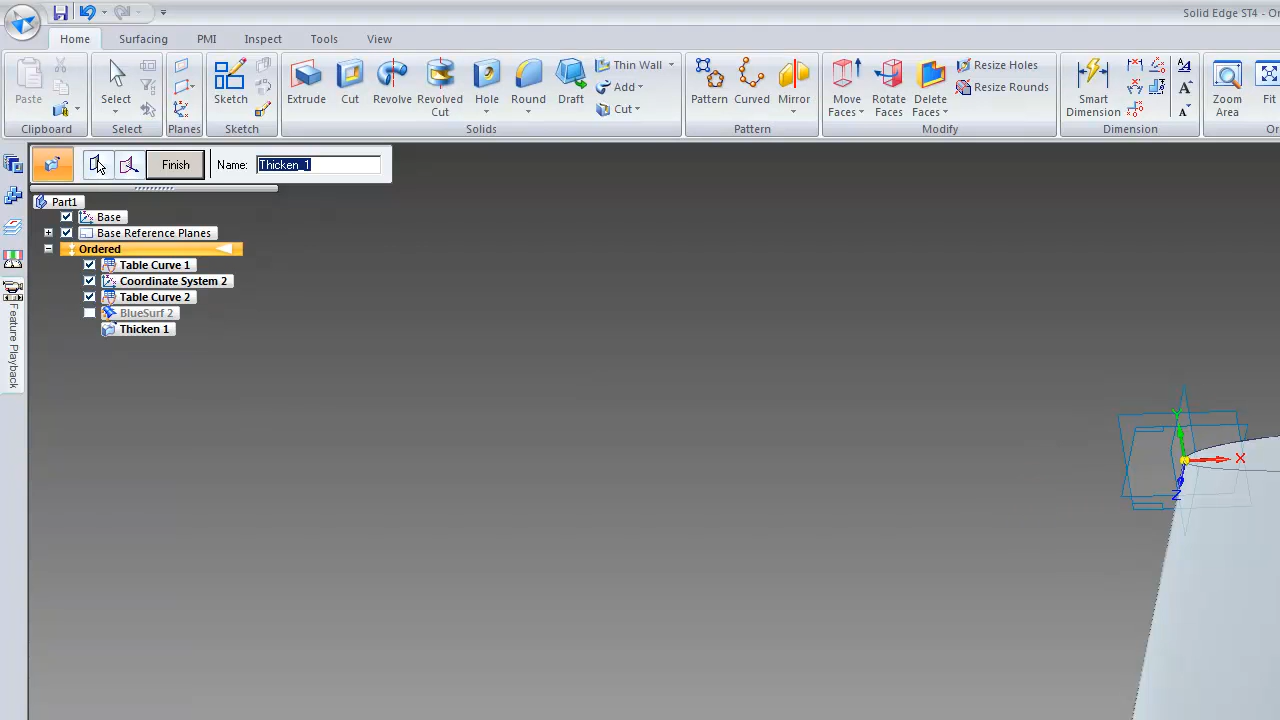 Solid Edge ST4 - Or
Home Surfacing PMI Inspect Tools View
Paste Select Sketch Extrude Cut Revolve Revolved Cut Hole Round Draft Thin Wall Add Cut Pattern Curved Mirror Move Faces Rotate Faces Delete Faces Resize Holes Resize Rounds Smart Dimension Zoom Area Fit
Clipboard Select Planes Sketch Solids Pattern Modify Dimension Or
Finish Name: Thicken_1
Part1
Base
Base Reference Planes
Ordered
Table Curve 1
Coordinate System 2
Table Curve 2
BlueSurf 2
Thicken 1
Feature Playback
Y
X
Z